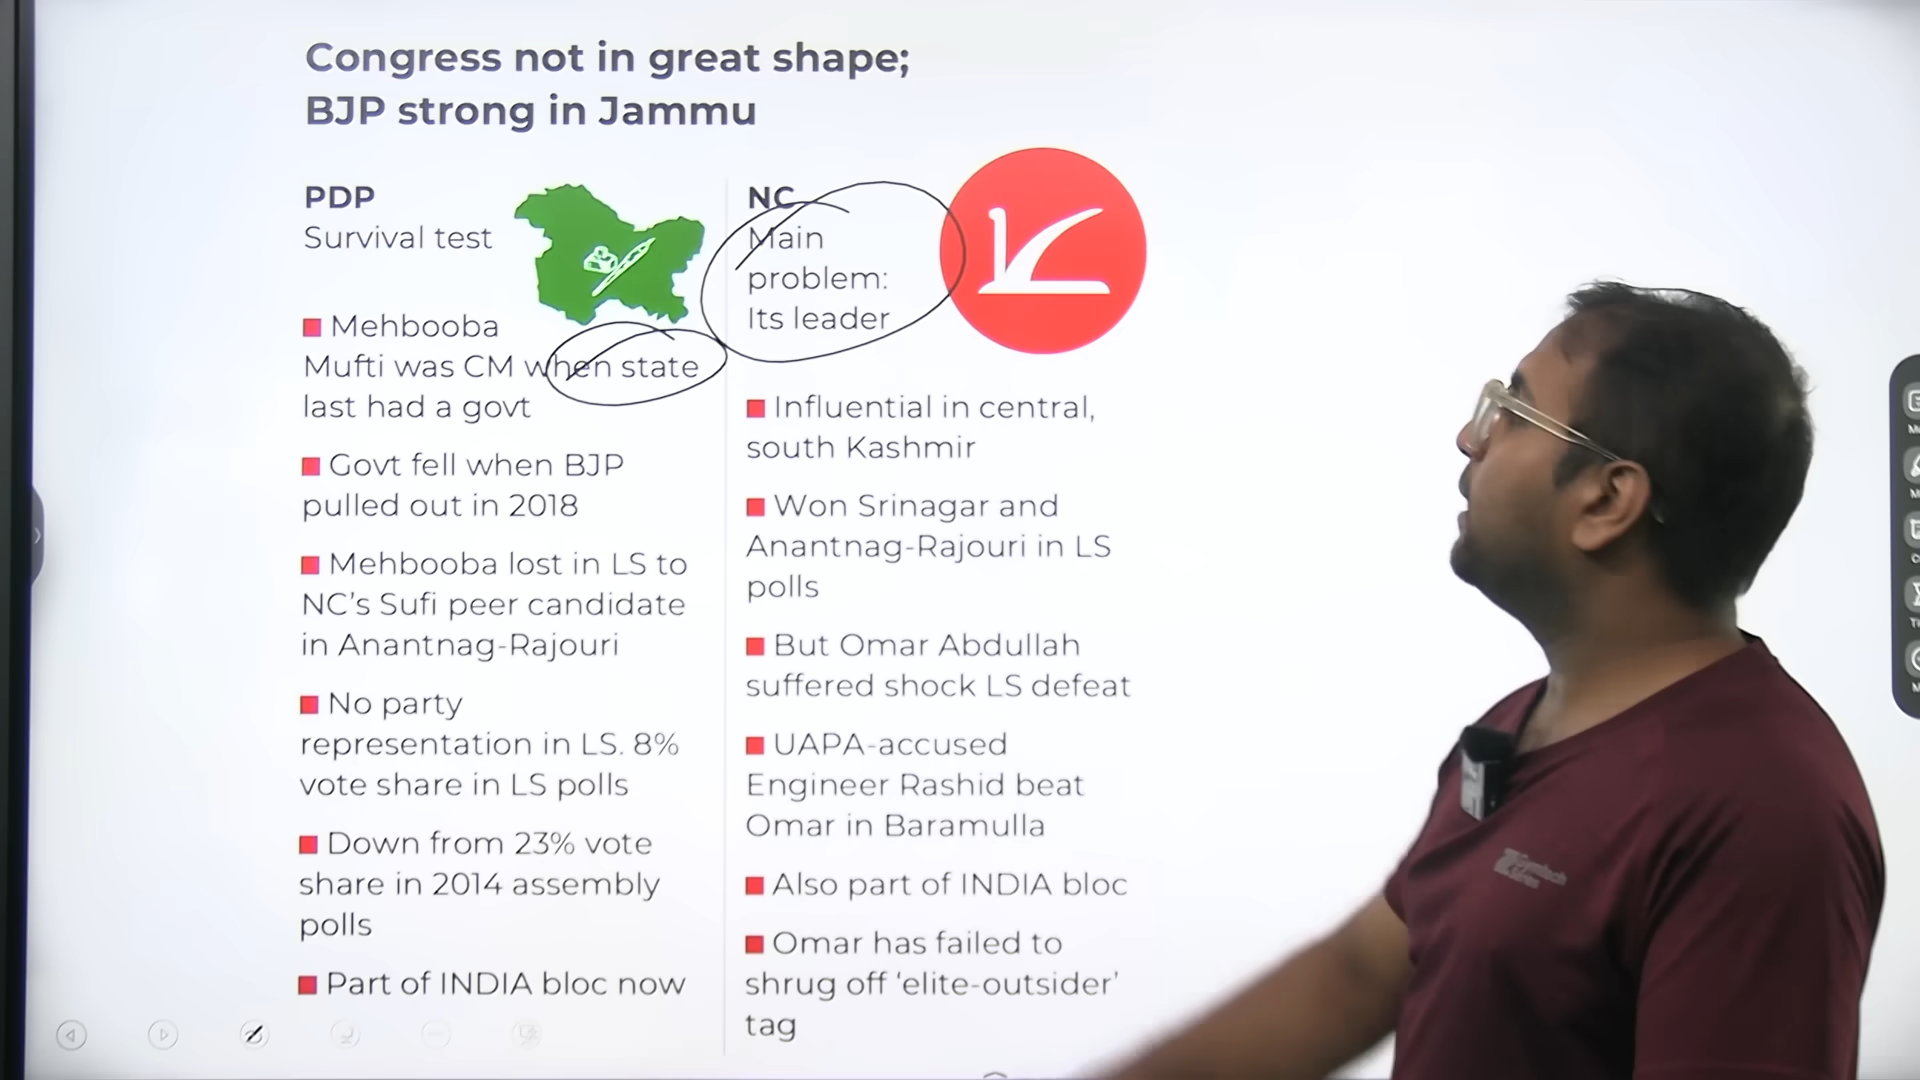 Congress not in great shape;
BJP strong in Jammu
PDP
Survival test
■ Mehbooba
Mufti was CM when state
last had a govt
■ Govt fell when BJP
pulled out in 2018
■ Mehbooba lost in LS to
NC's Sufi peer candidate
in Anantnag-Rajouri
■ No party
representation in LS. 8%
vote share in LS polls
■ Down from 23% vote
share in 2014 assembly
polls
■ Part of INDIA bloc now
NC
Main
problem:
Its leader
■ Influential in central,
south Kashmir
■ Won Srinagar and
Anantnag-Rajouri in LS
polls
■ But Omar Abdullah
suffered shock LS defeat
■ UAPA-accused
Engineer Rashid beat
Omar in Baramulla
■ Also part of INDIA bloc
■ Omar has failed to
shrug off ‘elite-outsider’
tag